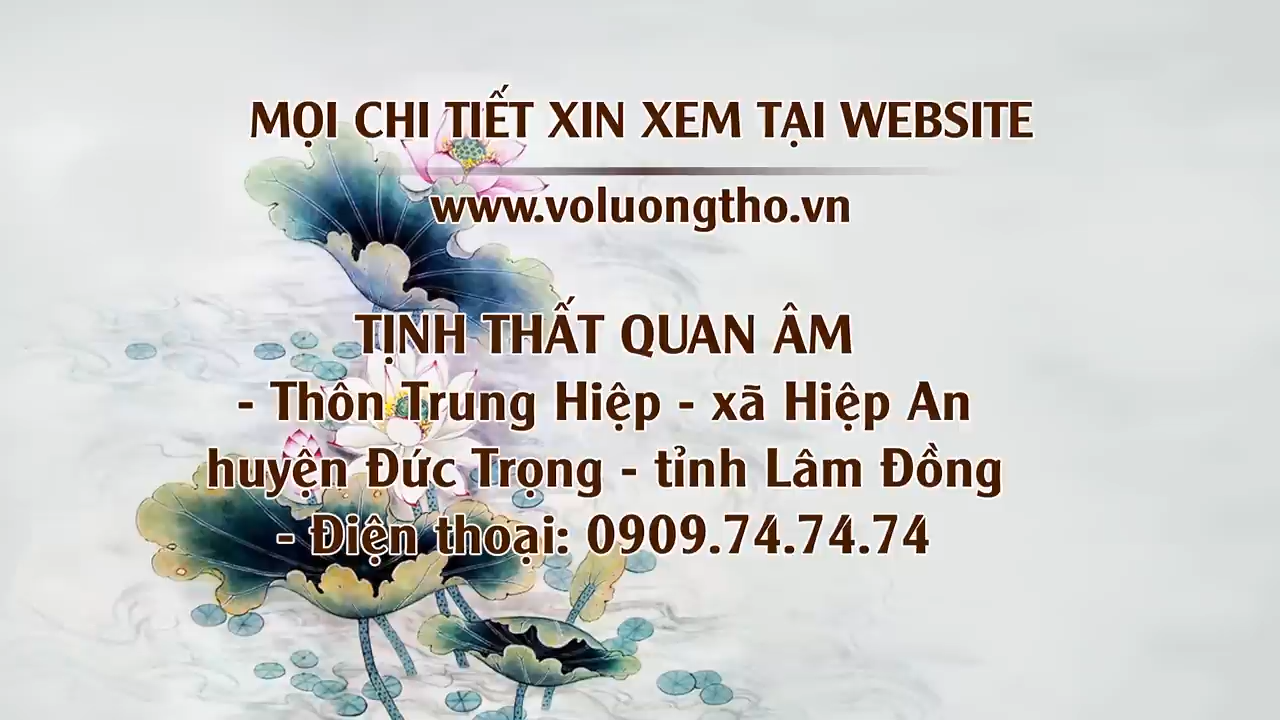 MỌI CHI TIẾT XIN XEM TẠI WEBSITE
www.voluongtho.vn
TỊNH THẤT QUAN ÂM
- Thôn Trung Hiệp - xã Hiệp An
huyện Đức Trọng - tỉnh Lâm Đồng
- Điện thoại: 0909.74.74.74